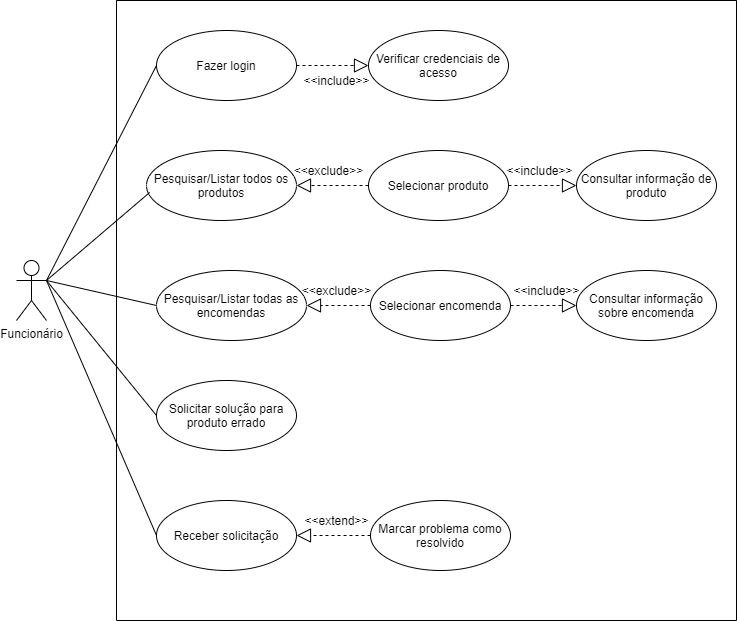 Fazer login
<<include>>
Verificar credenciais de
acesso
Pesquisar/Listar todos os
produtos
<<exclude>>
Selecionar produto
<<include>>
Consultar informação de
produto
Funcionário
Pesquisar/Listar todas as
encomendas
<<exclude>>
Selecionar encomenda
<<include>>
Consultar informação
sobre encomenda
Solicitar solução para
produto errado
Receber solicitação
<<extend>>
Marcar problema como
resolvido